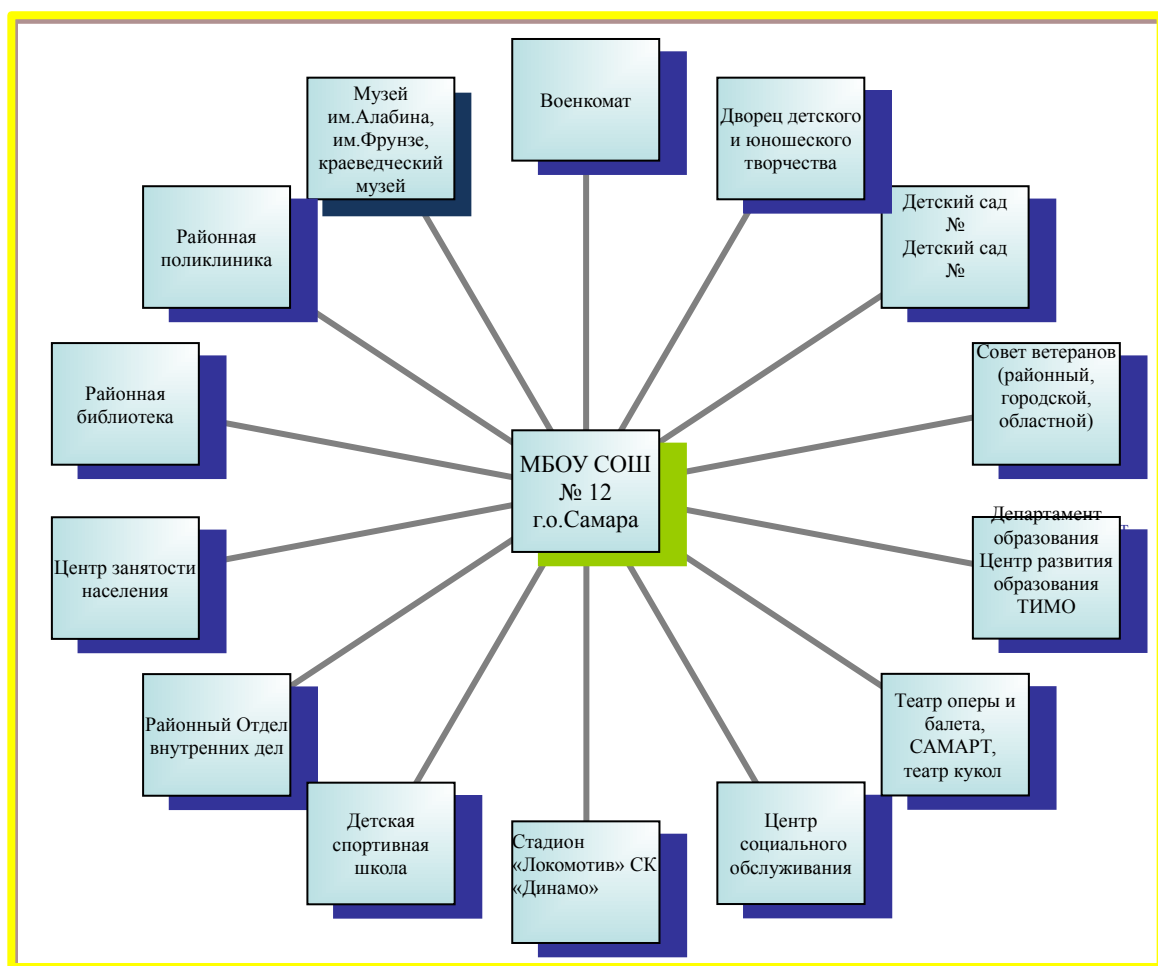 Военкомат
Музей
им.Алабина,
им.Фрунзе,
краеведческий
музей
Дворец детского
и юношеского
творчества
Детский сад
№
Детский сад
№
Районная
поликлиника
Совет ветеранов
(районный,
городской,
областной)
Районная
библиотека
МБОУ СОШ
№ 12
г.о.Самара
Департамент
образования
Центр развития
образования
ТИМО
Центр занятости
населения
Театр оперы и
балета,
САМАРТ,
театр кукол
Районный Отдел
внутренних дел
Детская
спортивная
школа
Центр
социального
обслуживания
Стадион
«Локомотив» СК
«Динамо»